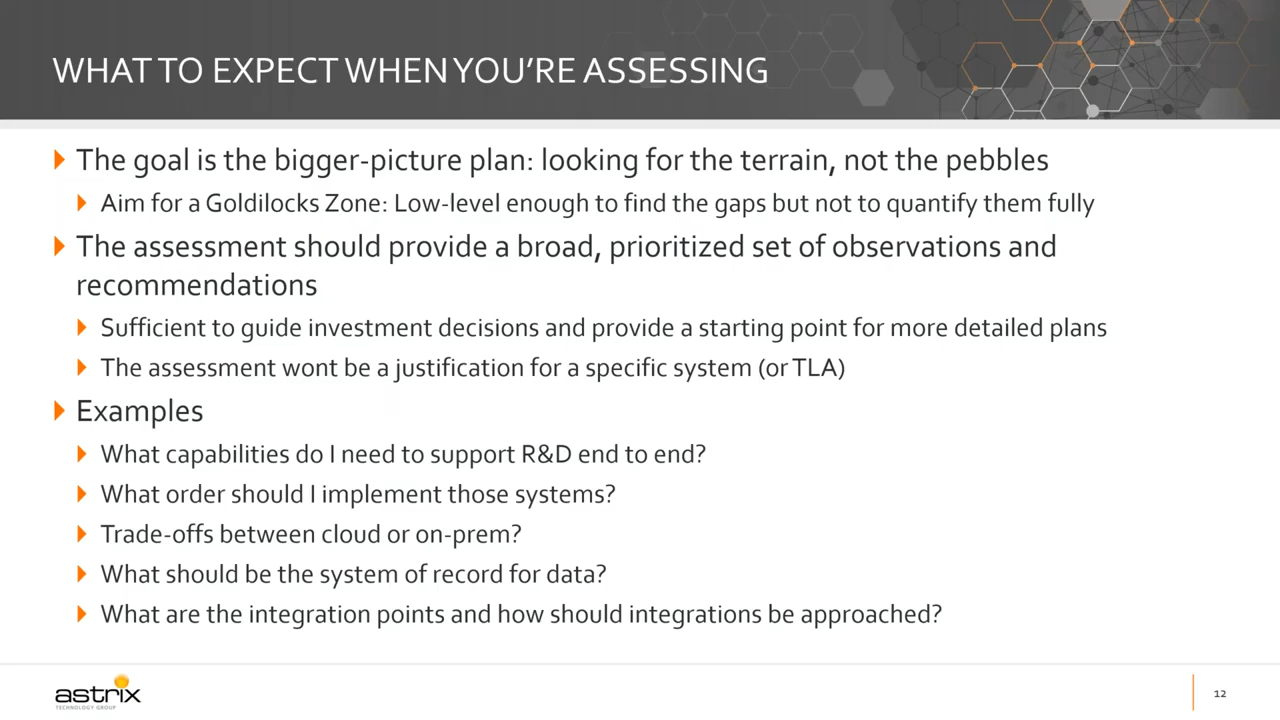 WHAT TO EXPECT WHEN YOU'RE ASSESSING
The goal is the bigger-picture plan: looking for the terrain, not the pebbles
Aim for a Goldilocks Zone: Low-level enough to find the gaps but not to quantify them fully
The assessment should provide a broad, prioritized set of observations and
recommendations
Sufficient to guide investment decisions and provide a starting point for more detailed plans
The assessment wont be a justification for a specific system (or TLA)
Examples
What capabilities do I need to support R&D end to end?
What order should I implement those systems?
Trade-offs between cloud or on-prem?
What should be the system of record for data?
What are the integration points and how should integrations be approached?
astrix
TECHNOLOGY GROUP
12